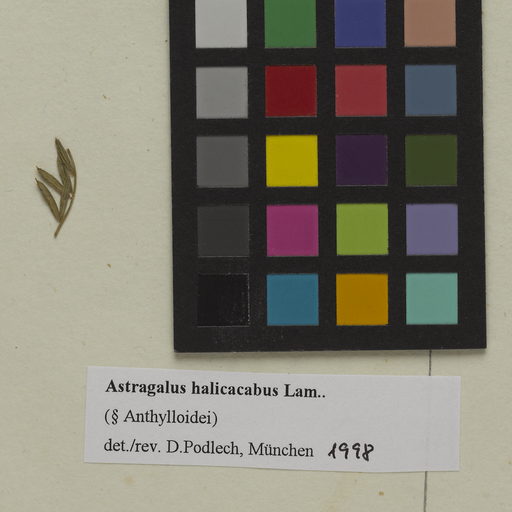 Astragalus halicacabus Lam..
(§ Anthylloidei)
det./rev. D.Podlech, München 1998